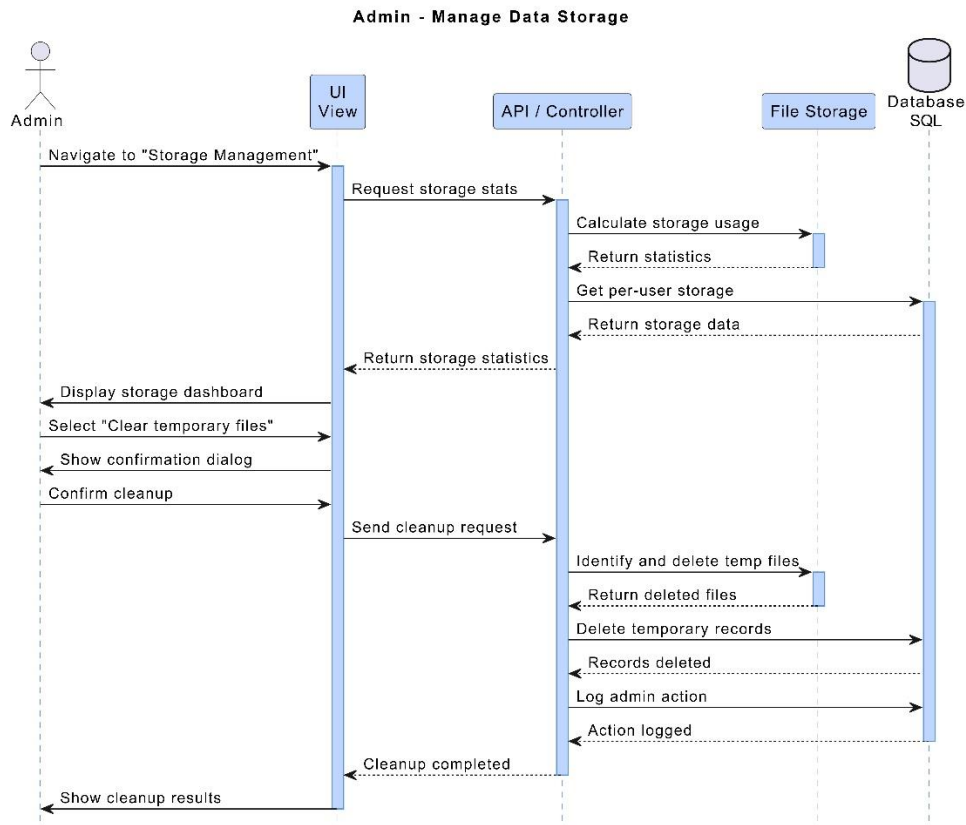 Admin - Manage Data Storage
Admin
UI
View
API / Controller
File Storage
Database
SQL
Navigate to "Storage Management"
Request storage stats
Calculate storage usage
Return statistics
Get per-user storage
Return storage data
Return storage statistics
Display storage dashboard
Select "Clear temporary files"
Show confirmation dialog
Confirm cleanup
Send cleanup request
Identify and delete temp files
Return deleted files
Delete temporary records
Records deleted
Log admin action
Action logged
Cleanup completed
Show cleanup results